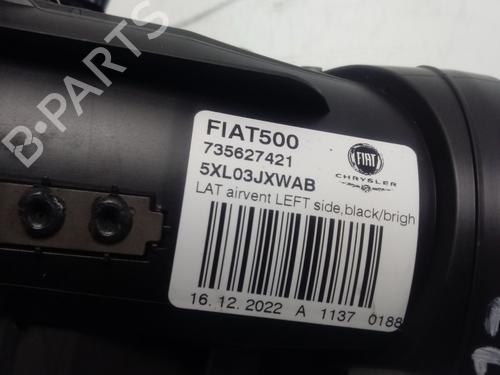 FIAT500
735627421
5XL03JXWAB
FIAT
CHRYSLER
LAT airvent LEFT side,black/brigh
16. 12. 2022 A 1137 0188
B-PARTS